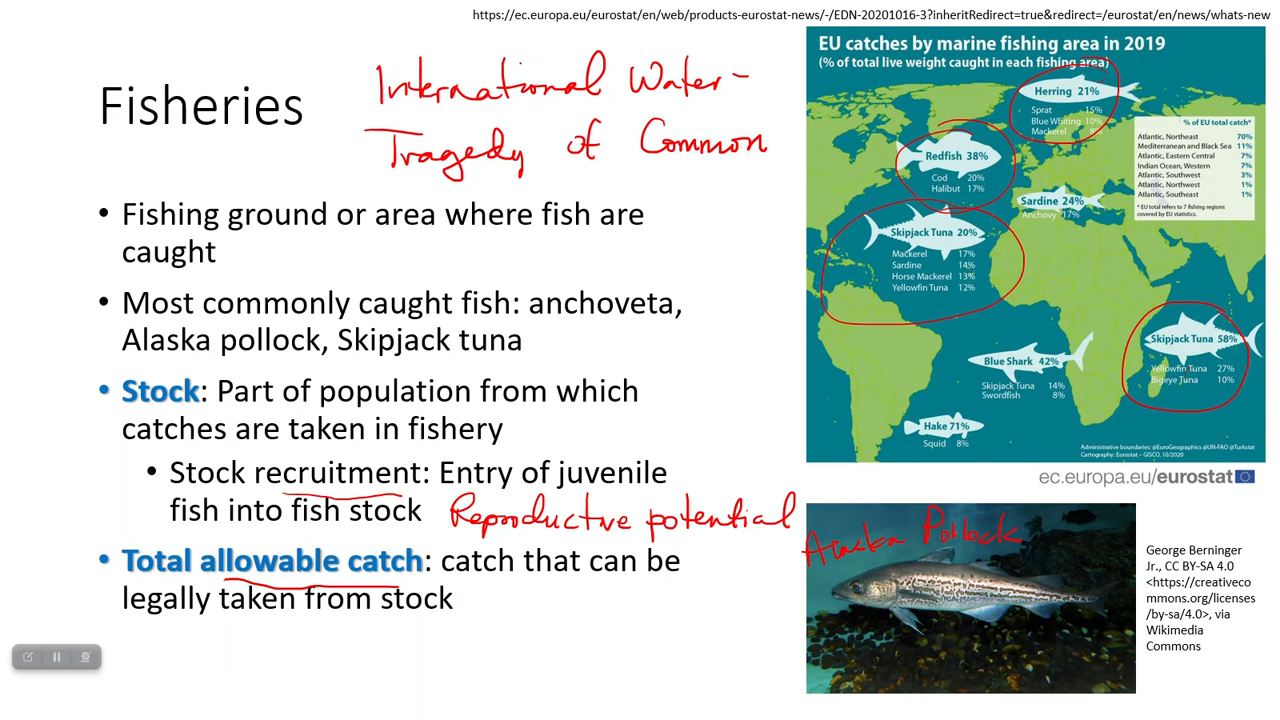 https://ec.europa.eu/eurostat/en/web/products-eurostat-news/-/EDN-20201016-3?inheritRedirect=true&redirect=/eurostat/en/news/whats-new
Fisheries
International Water-
Tragedy of Common
• Fishing ground or area where fish are
caught
• Most commonly caught fish: anchoveta,
Alaska pollock, Skipjack tuna
• Stock: Part of population from which
catches are taken in fishery
• Stock recruitment: Entry of juvenile
fish into fish stock
Reproductive potential
• Total allowable catch: catch that can be
legally taken from stock
EU catches by marine fishing area in 2019
(% of total live weight caught in each fishing area)
Herring 21%
Sprat 15%
Blue Whiting 10%
Mackerel 8%
% of EU total catch*
Atlantic, Northeast 70%
Mediterranean and Black Sea 11%
Atlantic, Eastern Central 7%
Indian Ocean, Western 7%
Atlantic, Southwest 3%
Atlantic, Northwest 1%
Atlantic, Southeast 1%
* EU total refers to 7 fishing regions
covered by EU statistics.
Redfish 38%
Cod 20%
Halibut 17%
Sardine 24%
Anchovy 17%
Skipjack Tuna 20%
Mackerel 17%
Sardine 14%
Horse Mackerel 13%
Yellowfin Tuna 12%
Skipjack Tuna 58%
Yellowfin Tuna 27%
Bigeye Tuna 10%
Blue Shark 42%
Skipjack Tuna 14%
Swordfish 8%
Hake 71%
Squid 8%
Administrative boundaries: @EuroGeographics @UN-FAO @Turkstat
Cartography: Eurostat – GISCO, 10/2020
ec.europa.eu/eurostat
Alaska Pollock
George Berninger
Jr., CC BY-SA 4.0
<https://creativeco
mmons.org/licenses
/by-sa/4.0>, via
Wikimedia
Commons